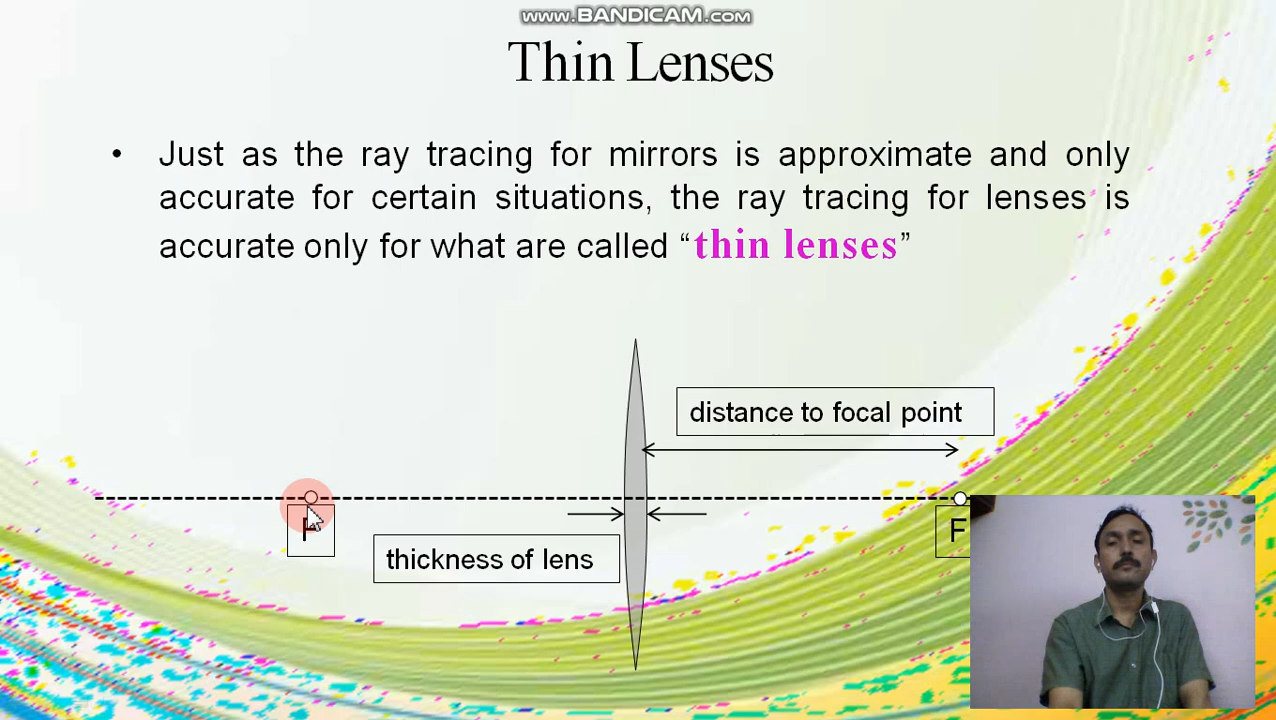 www.BANDICAM.com
Thin Lenses
• Just as the ray tracing for mirrors is approximate and only
accurate for certain situations, the ray tracing for lenses is
accurate only for what are called “thin lenses”
distance to focal point
F
F
thickness of lens